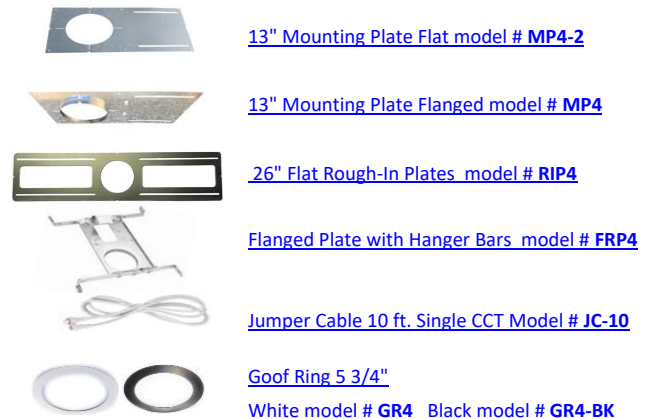 13" Mounting Plate Flat model # MP4-2
13" Mounting Plate Flanged model # MP4
26" Flat Rough-In Plates model # RIP4
Flanged Plate with Hanger Bars model # FRP4
Jumper Cable 10 ft. Single CCT Model # JC-10
Goof Ring 5 3/4"
White model # GR4 Black model # GR4-BK